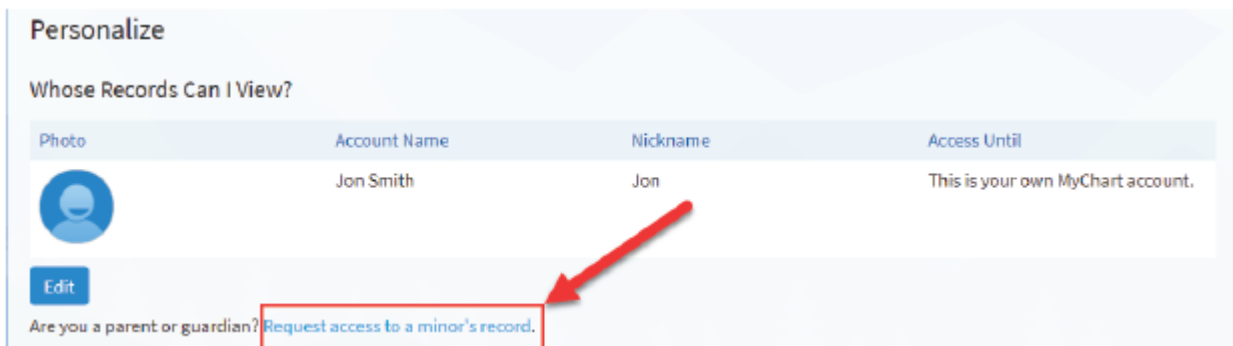 Personalize
Whose Records Can I View?
Photo Account Name Nickname Access Until
Jon Smith Jon This is your own MyChart account.
Edit
Are you a parent or guardian? Request access to a minor's record.